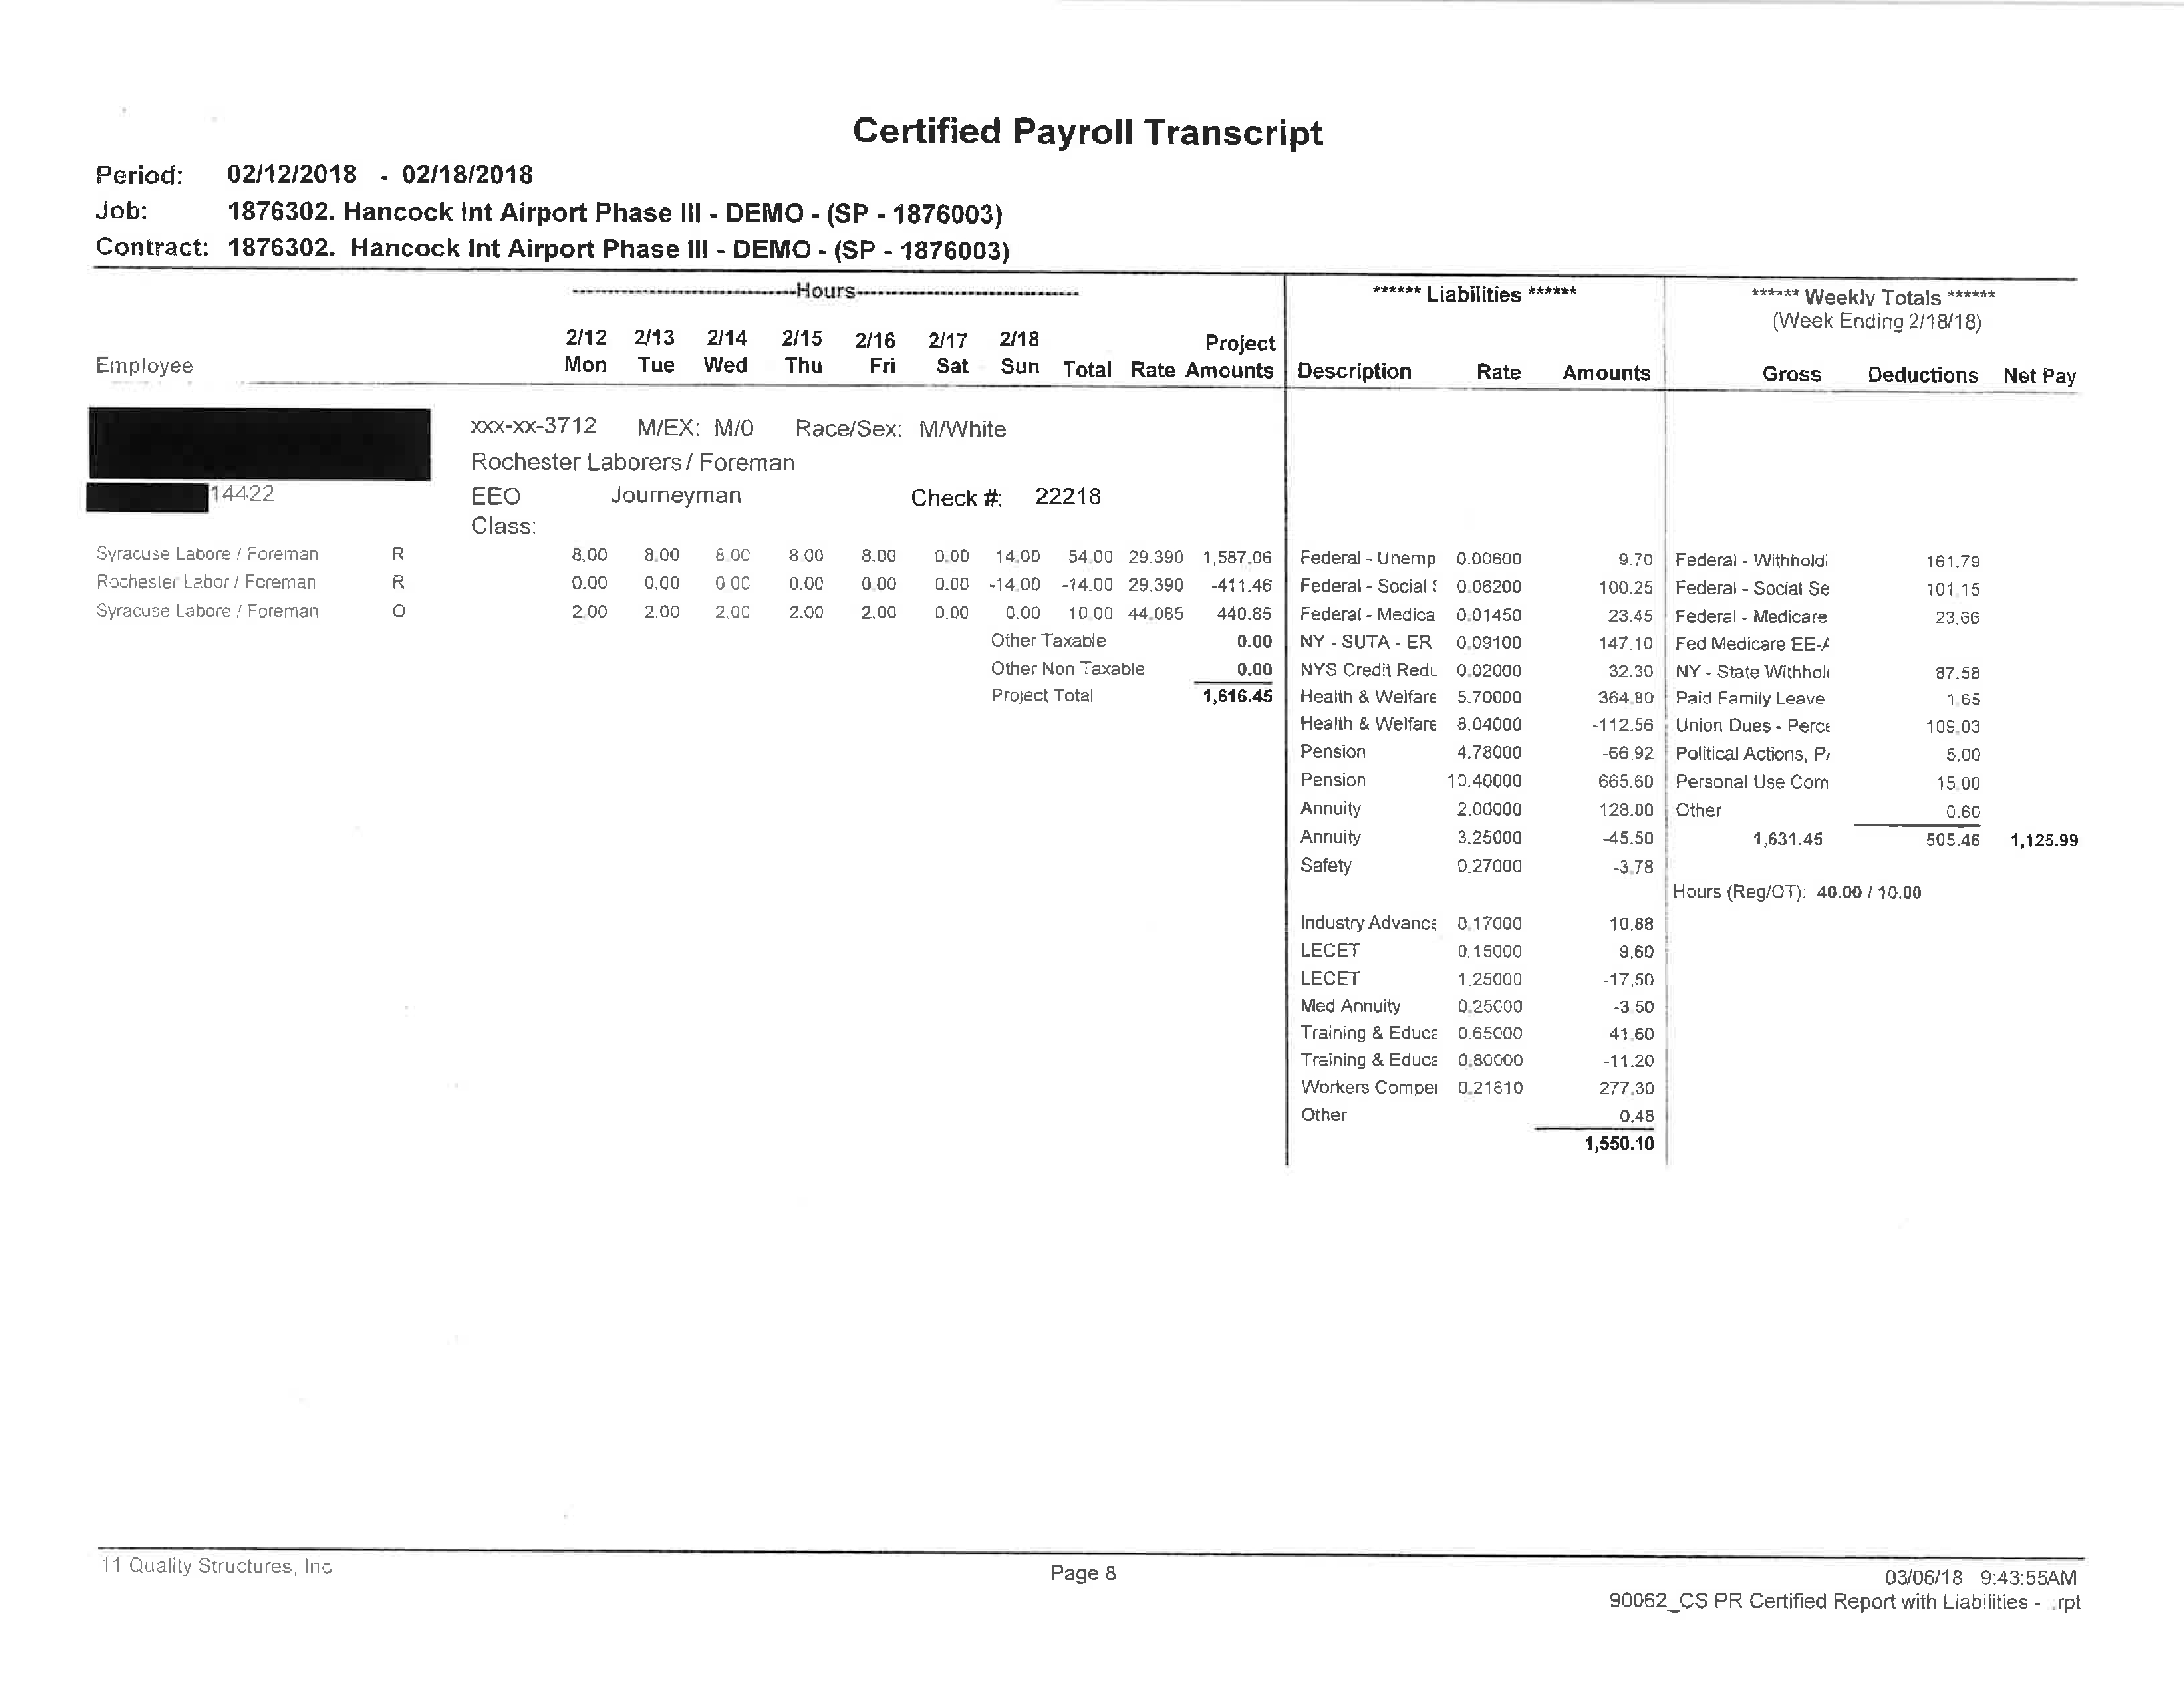 Certified Payroll Transcript
Period: 02/12/2018 - 02/18/2018
Job: 1876302. Hancock Int Airport Phase III - DEMO - (SP - 1876003)
Contract: 1876302. Hancock Int Airport Phase III - DEMO - (SP - 1876003)
Hours ****** Liabilities ****** ****** Weekly Totals ******
(Week Ending 2/18/18)
2/12 2/13 2/14 2/15 2/16 2/17 2/18 Project
Employee Mon Tue Wed Thu Fri Sat Sun Total Rate Amounts Description Rate Amounts Gross Deductions Net Pay
xxx-xx-3712 M/EX: M/0 Race/Sex: M/White
Rochester Laborers / Foreman
14422 EEO Journeyman Check #: 22218
Class:
Syracuse Labore / Foreman R 8.00 8.00 8.00 8.00 8.00 0.00 14.00 54.00 29.390 1,587.06 Federal - Unemp 0.00600 9.70 Federal - Withholdi 161.79
Rochester Labor / Foreman R 0.00 0.00 0.00 0.00 0.00 0.00 -14.00 -14.00 29.390 -411.46 Federal - Social S 0.06200 100.25 Federal - Social Se 101.15
Syracuse Labore / Foreman O 2.00 2.00 2.00 2.00 2.00 0.00 0.00 10.00 44.085 440.85 Federal - Medica 0.01450 23.45 Federal - Medicare 23.66
Other Taxable 0.00 NY - SUTA - ER 0.09100 147.10 Fed Medicare EE-A
Other Non Taxable 0.00 NYS Credit Redu 0.02000 32.30 NY - State Withhol 87.58
Project Total 1,616.45 Health & Welfare 5.70000 364.80 Paid Family Leave 1.65
Health & Welfare 8.04000 -112.56 Union Dues - Perce 109.03
Pension 4.78000 -66.92 Political Actions, P 5.00
Pension 10.40000 665.60 Personal Use Com 15.00
Annuity 2.00000 128.00 Other 0.60
Annuity 3.25000 -45.50 1,631.45 505.46 1,125.99
Safety 0.27000 -3.78
Hours (Reg/OT): 40.00 / 10.00
Industry Advance 0.17000 10.88
LECET 0.15000 9.60
LECET 1.25000 -17.50
Med Annuity 0.25000 -3.50
Training & Educa 0.65000 41.60
Training & Educa 0.80000 -11.20
Workers Compe 0.21610 277.30
Other 0.48
1,550.10
11 Quality Structures, Inc Page 8 03/06/18 9:43:55AM
90062_CS PR Certified Report with Liabilities - .rpt